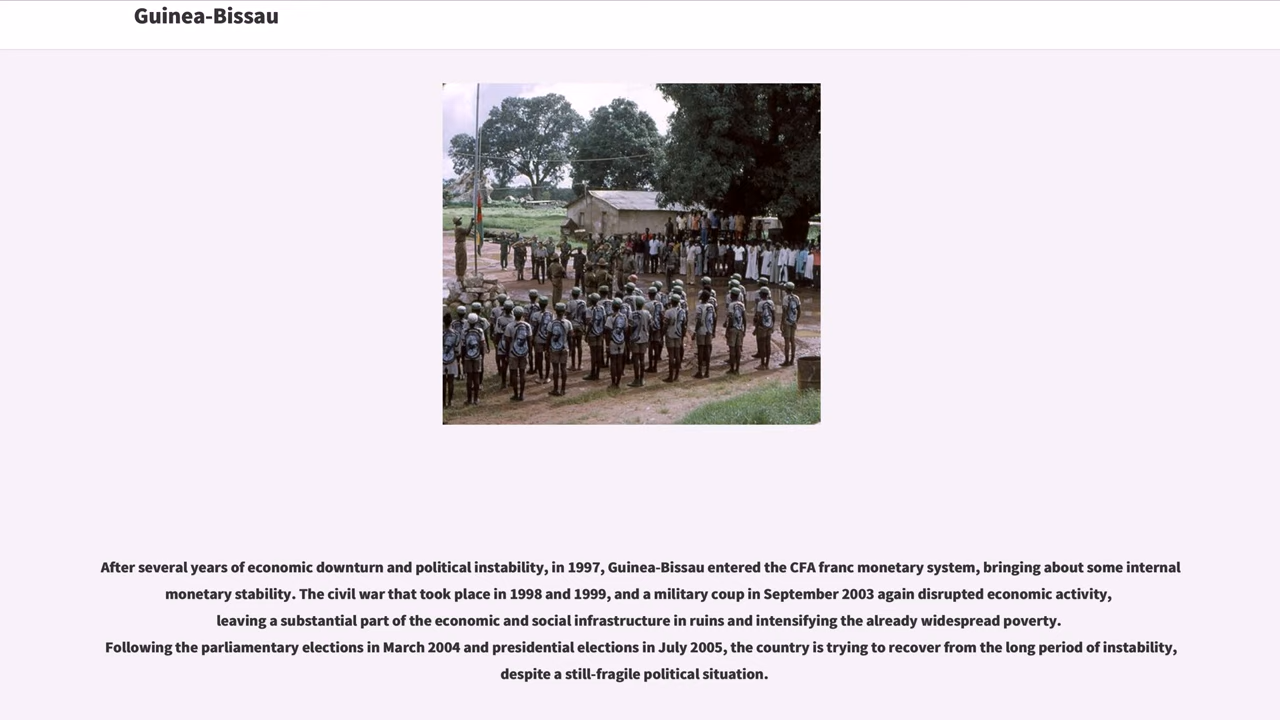 Guinea-Bissau
After several years of economic downturn and political instability, in 1997, Guinea-Bissau entered the CFA franc monetary system, bringing about some internal
monetary stability. The civil war that took place in 1998 and 1999, and a military coup in September 2003 again disrupted economic activity,
leaving a substantial part of the economic and social infrastructure in ruins and intensifying the already widespread poverty.
Following the parliamentary elections in March 2004 and presidential elections in July 2005, the country is trying to recover from the long period of instability,
despite a still-fragile political situation.